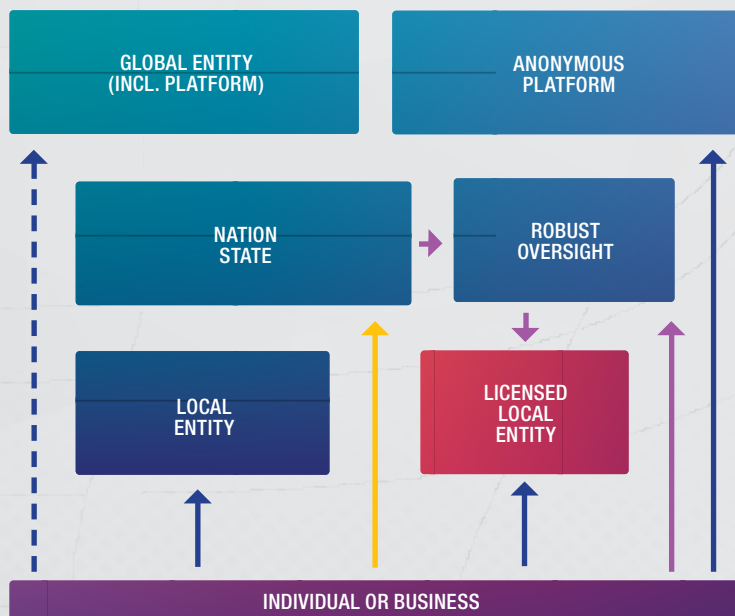 GLOBAL ENTITY
(INCL. PLATFORM)
ANONYMOUS
PLATFORM
NATION
STATE
ROBUST
OVERSIGHT
LOCAL
ENTITY
LICENSED
LOCAL
ENTITY
INDIVIDUAL OR BUSINESS